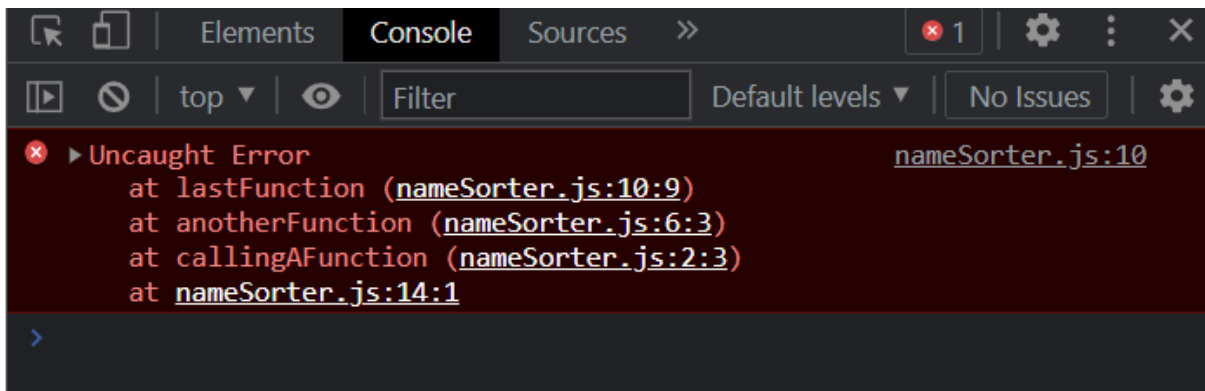 Elements Console Sources » 1
top ▼ Filter Default levels ▼ No Issues
▶Uncaught Error nameSorter.js:10
at lastFunction (nameSorter.js:10:9)
at anotherFunction (nameSorter.js:6:3)
at callingAFunction (nameSorter.js:2:3)
at nameSorter.js:14:1
>